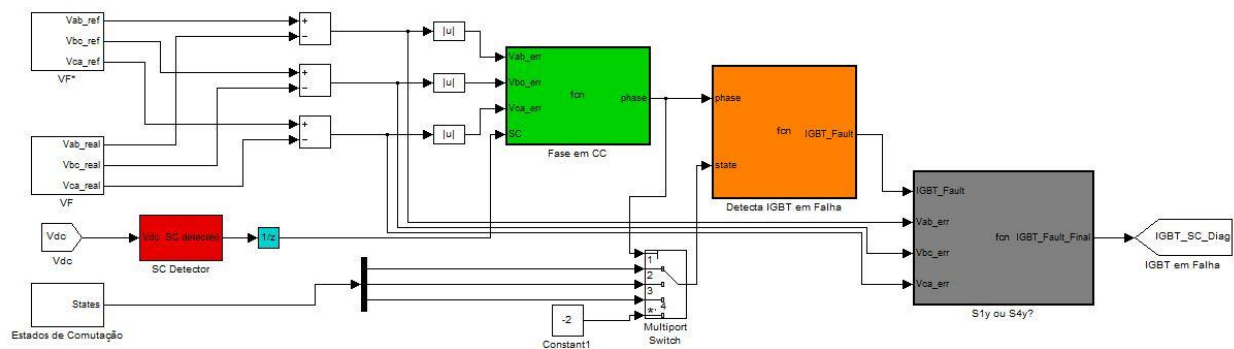 Vab_ref
Vbc_ref
Vca_ref
VF*
Vab_real
Vbc_real
Vca_real
VF
+
−
+
−
+
−
|u|
|u|
|u|
Vab_err
Vbc_err
Vca_err
SC
fcn
phase
Fase em CC
phase
state
fcn
IGBT_Fault
Detecta IGBT em Falha
IGBT_Fault
Vab_err
Vbc_err
Vca_err
fcn
IGBT_Fault_Final
S1y ou S4y?
IGBT_SC_Diag
IGBT em Falha
Vdc
Vdc
Vdc SC detected
SC Detector
1/z
States
Estados de Comutação
-2
Constant1
1
2
3
4
*,
Multiport
Switch